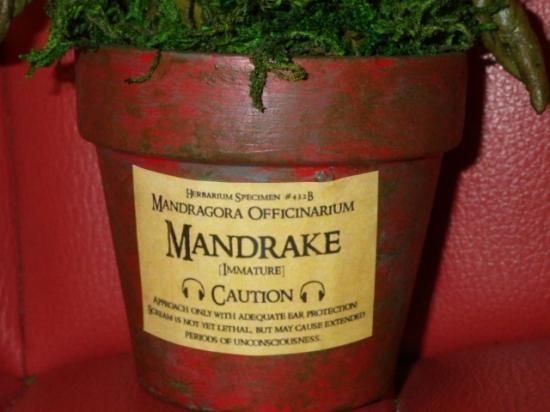 Herbarium Specimen #432B
Mandragora Officinarium
Mandrake
[Immature]
Caution
Approach only with adequate ear protection!
Scream is not yet lethal, but may cause extended
periods of unconsciousness.